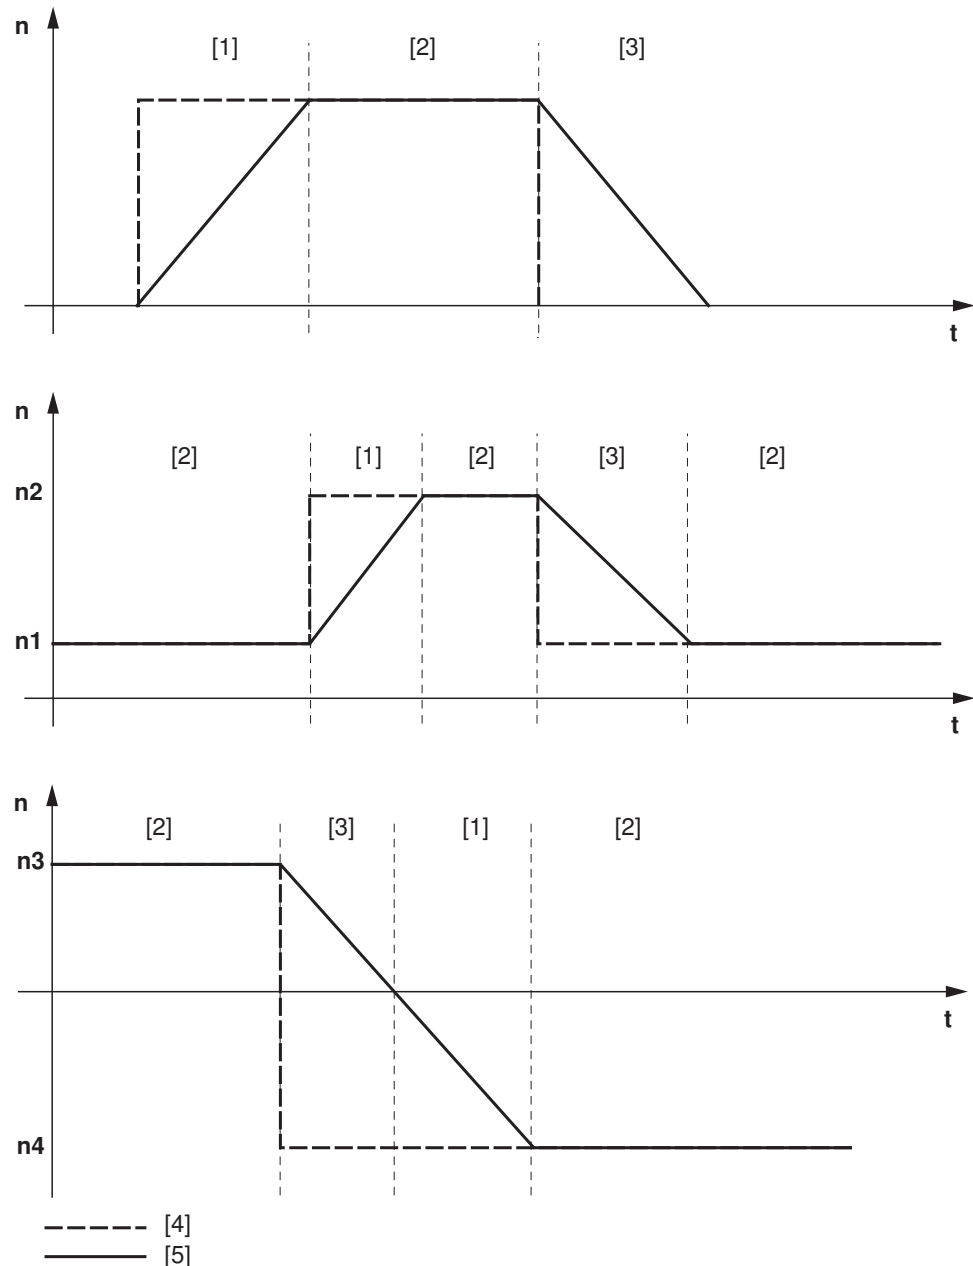 n
[1] [2] [3]
t
n
[2] [1] [2] [3] [2]
n2
n1
t
n
[2] [3] [1] [2]
n3
t
n4
[4]
[5]